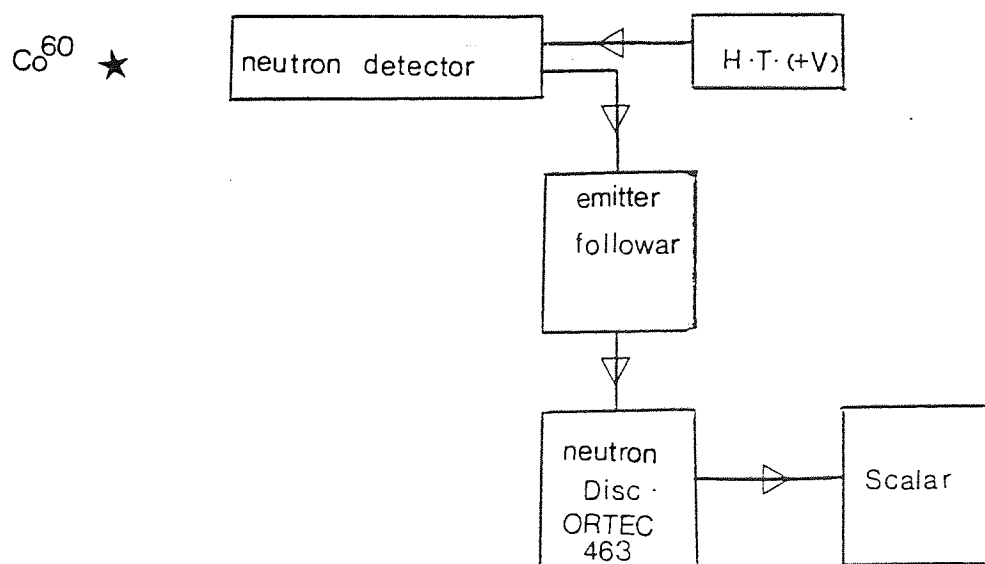 Co⁶⁰ ★
neutron detector
H·T·(+V)
emitter
followar
neutron
Disc ·
ORTEC
463
Scalar